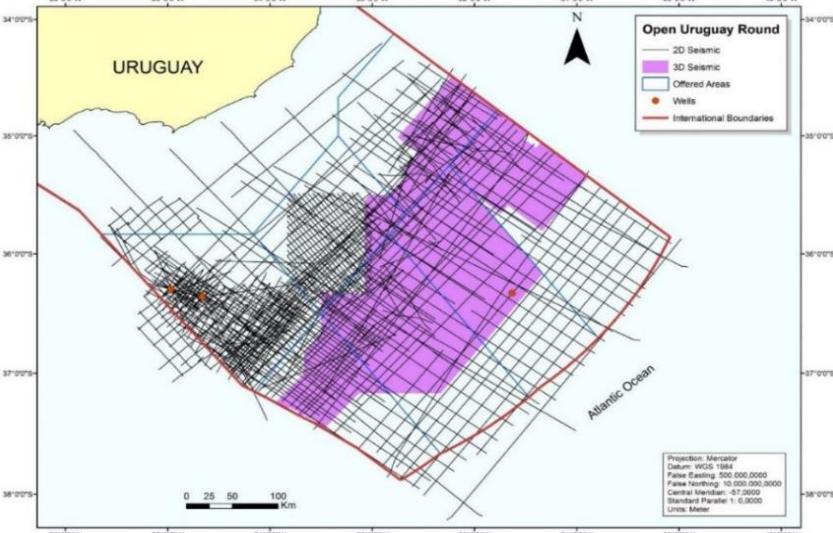 N
34°0'0"S
34°0'0"S
Open Uruguay Round
2D Seismic
3D Seismic
Offered Areas
Wells
International Boundaries
URUGUAY
35°0'0"S
35°0'0"S
36°0'0"S
36°0'0"S
37°0'0"S
37°0'0"S
Atlantic Ocean
Projection: Mercator
Datum: WGS 1984
False Easting: 500.000,0000
False Northing: 10.000.000,0000
Central Meridian: -57,0000
Standard Parallel 1: 0,0000
Units: Meter
38°0'0"S
38°0'0"S
0 25 50 100
Km